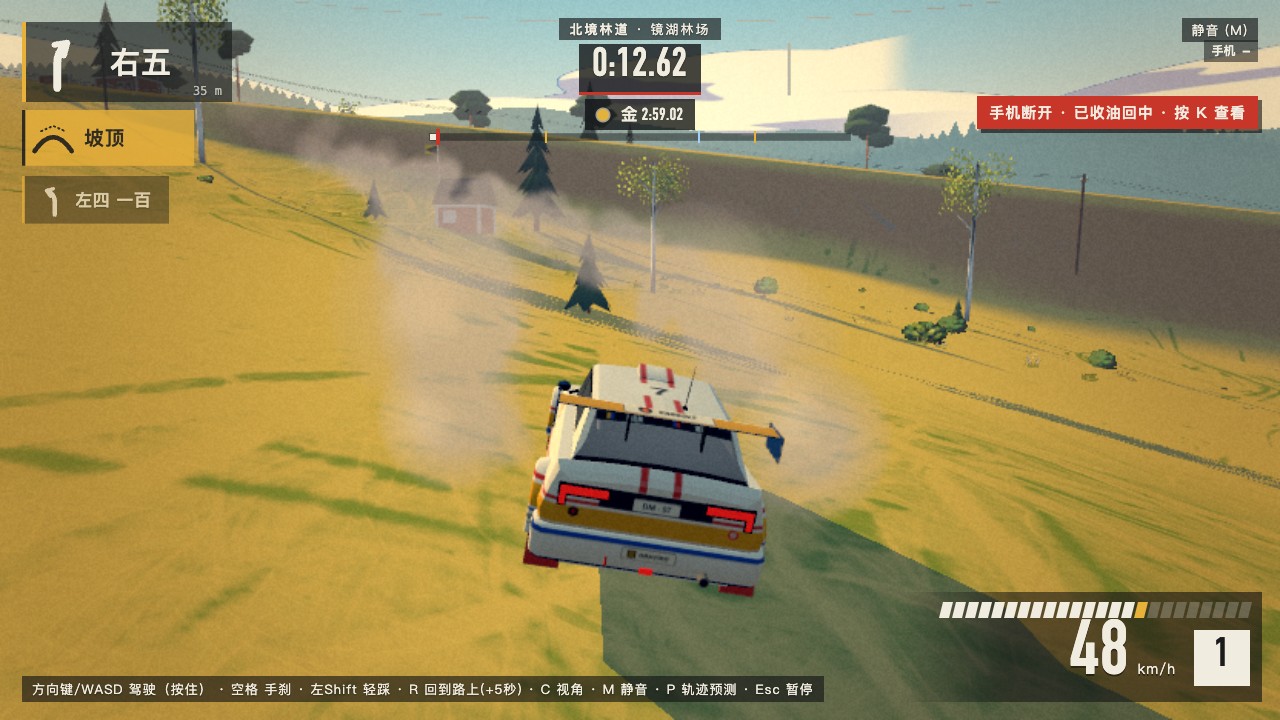 右五
35 m
坡顶
左四 一百
北境林道 · 镜湖林场
0:12.62
金 2:59.02
静音 (M)
手机 –
手机断开 · 已收油回中 · 按 K 查看
7
48 km/h
1
方向键/WASD 驾驶（按住） · 空格 手刹 · 左Shift 轻踩 · R 回到路上(+5秒) · C 视角 · M 静音 · P 轨迹预测 · Esc 暂停